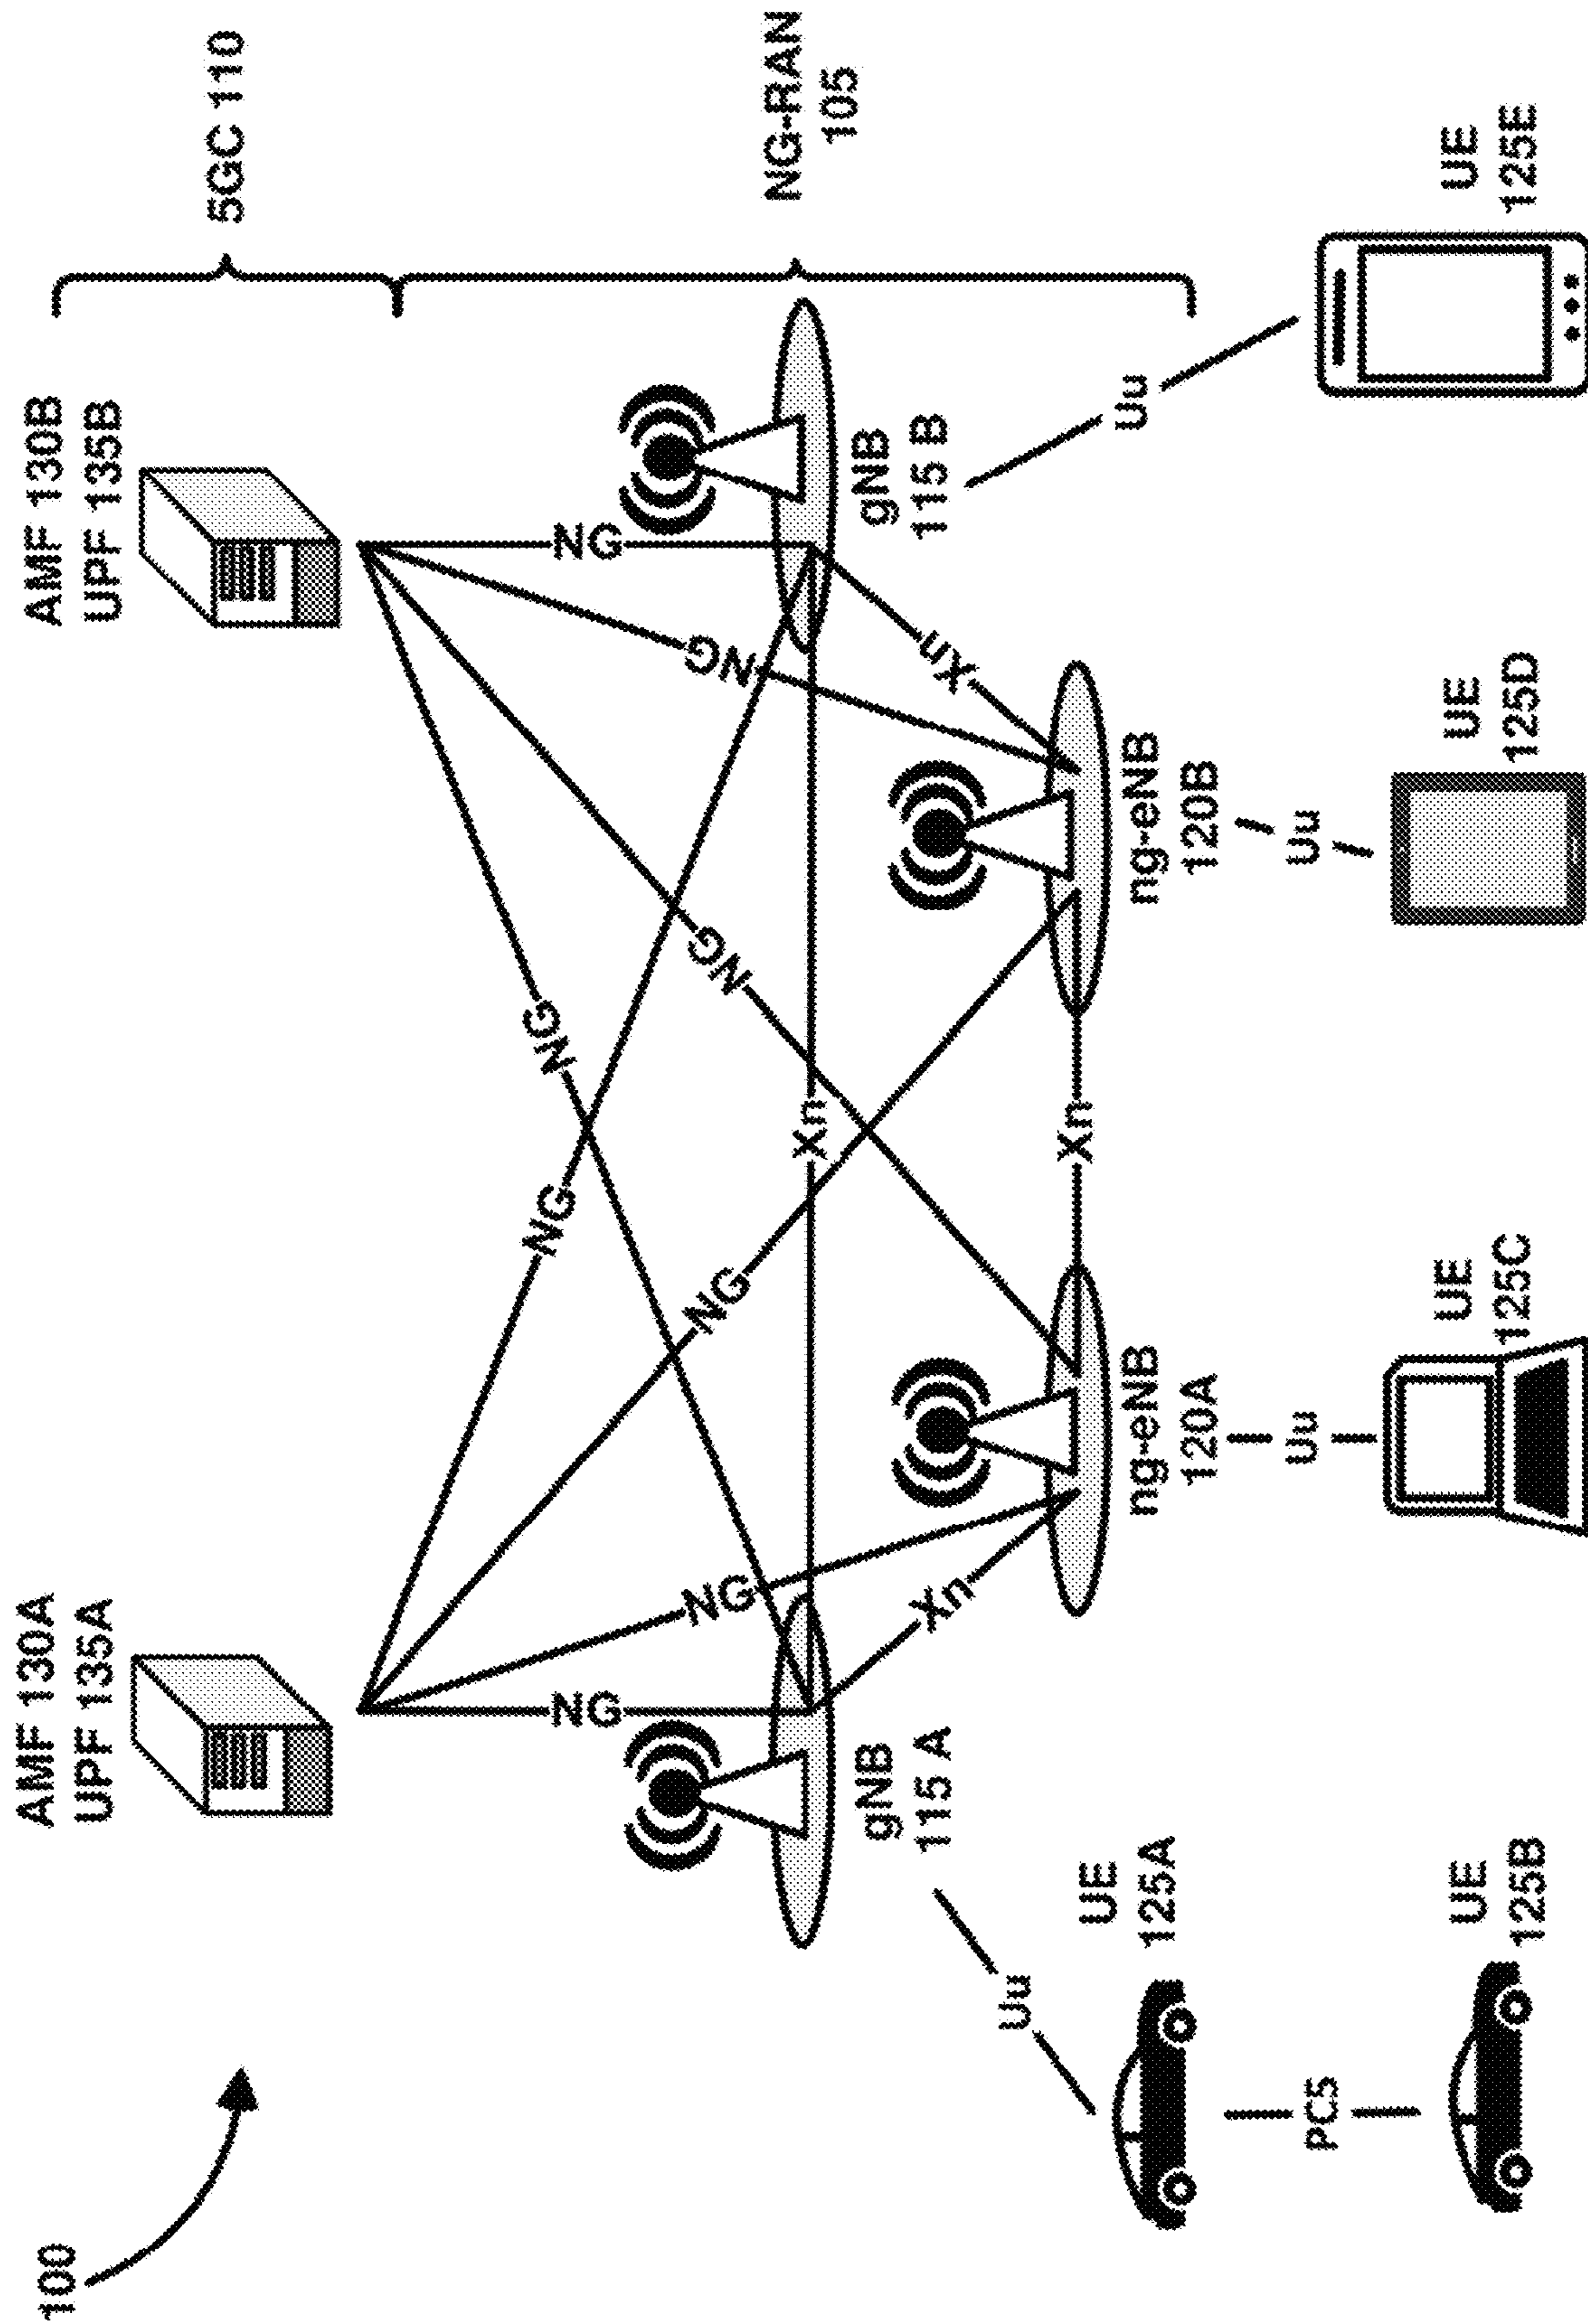 100
AMF 130A
UPF 135A
AMF 130B
UPF 135B
5GC 110
NG
NG
NG
NG
NG
NG
NG
NG
NG-RAN
105
gNB
115 A
gNB
115 B
Xn
Xn
Xn
Xn
ng-eNB
120A
ng-eNB
120B
Uu
Uu
Uu
Uu
UE
125A
PC5
UE
125B
UE
125C
UE
125D
UE
125E